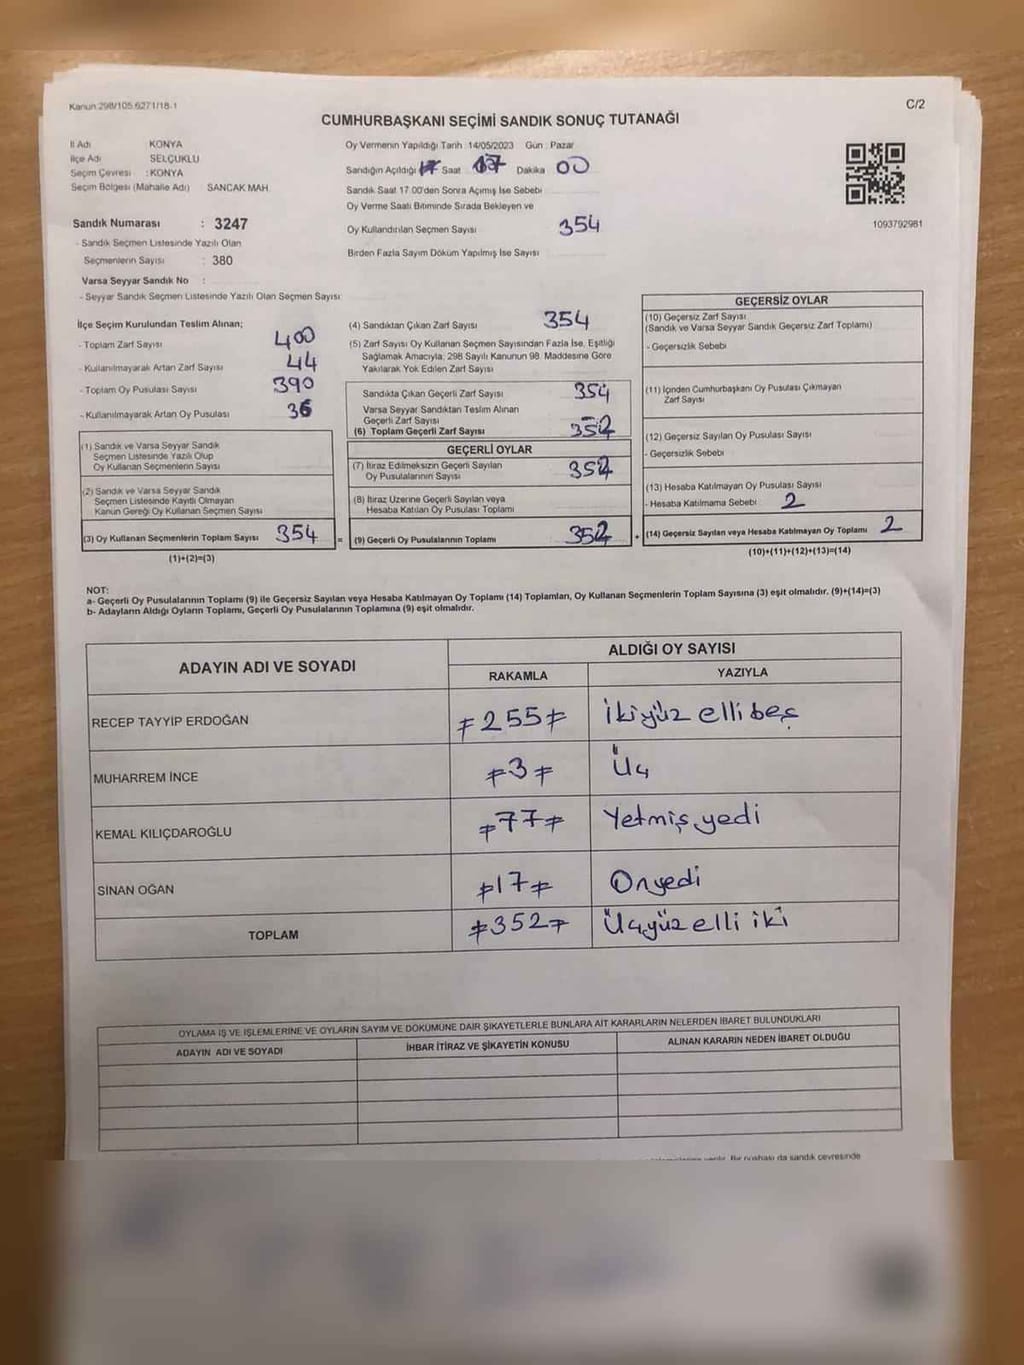 Kanun 298/105,6271/18-1
C/2
CUMHURBAŞKANI SEÇİMİ SANDIK SONUÇ TUTANAĞI
İl Adı KONYA
İlçe Adı SELÇUKLU
Seçim Çevresi : KONYA
Seçim Bölgesi (Mahalle Adı) SANCAK MAH.
Sandık Numarası : 3247
- Sandık Seçmen Listesinde Yazılı Olan
Seçmenlerin Sayısı : 380
Varsa Seyyar Sandık No :
- Seyyar Sandık Seçmen Listesinde Yazılı Olan Seçmen Sayısı:
Oy Vermenin Yapıldığı Tarih : 14/05/2023 Gün : Pazar
Sandığın Açıldığı Saat 17 Dakika 00
Sandık Saat 17.00'den Sonra Açımış İse Sebebi
Oy Verme Saati Bitiminde Sırada Bekleyen ve
Oy Kullandırılan Seçmen Sayısı 354
Birden Fazla Sayım Döküm Yapılmış İse Sayısı
1093792981
İlçe Seçim Kurulundan Teslim Alınan;
- Toplam Zarf Sayısı 400
- Kullanılmayarak Artan Zarf Sayısı 44
- Toplam Oy Pusulası Sayısı 390
- Kullanılmayarak Artan Oy Pusulası 36
(1) Sandık ve Varsa Seyyar Sandık
Seçmen Listesinde Yazılı Olup
Oy Kullanan Seçmenlerin Sayısı
(2) Sandık ve Varsa Seyyar Sandık
Seçmen Listesinde Kayıtlı Olmayan
Kanun Gereği Oy Kullanan Seçmen Sayısı
(3) Oy Kullanan Seçmenlerin Toplam Sayısı 354
(1)+(2)=(3)
(4) Sandıktan Çıkan Zarf Sayısı 354
(5) Zarf Sayısı Oy Kullanan Seçmen Sayısından Fazla İse, Eşitliği
Sağlamak Amacıyla, 298 Sayılı Kanunun 98. Maddesine Göre
Yakılarak Yok Edilen Zarf Sayısı
Sandıkta Çıkan Geçerli Zarf Sayısı 354
Varsa Seyyar Sandıktan Teslim Alınan
Geçerli Zarf Sayısı
(6) Toplam Geçerli Zarf Sayısı 352
GEÇERLİ OYLAR
(7) İtiraz Edilmeksizin Geçerli Sayılan
Oy Pusulalarının Sayısı 352
(8) İtiraz Üzerine Geçerli Sayılan veya
Hesaba Katılan Oy Pusulası Toplamı
= (9) Geçerli Oy Pusulalarının Toplamı 352 +
GEÇERSİZ OYLAR
(10) Geçersiz Zarf Sayısı
(Sandık ve Varsa Seyyar Sandık Geçersiz Zarf Toplamı)
- Geçersizlik Sebebi
(11) İçinden Cumhurbaşkanı Oy Pusulası Çıkmayan
Zarf Sayısı
(12) Geçersiz Sayılan Oy Pusulası Sayısı
- Geçersizlik Sebebi
(13) Hesaba Katılmayan Oy Pusulası Sayısı
- Hesaba Katılmama Sebebi 2
(14) Geçersiz Sayılan veya Hesaba Katılmayan Oy Toplamı 2
(10)+(11)+(12)+(13)=(14)
NOT:
a- Geçerli Oy Pusulalarının Toplamı (9) ile Geçersiz Sayılan veya Hesaba Katılmayan Oy Toplamı (14) Toplamları, Oy Kullanan Seçmenlerin Toplam Sayısına (3) eşit olmalıdır. (9)+(14)=(3)
b- Adayların Aldığı Oyların Toplamı, Geçerli Oy Pusulalarının Toplamına (9) eşit olmalıdır.
ADAYIN ADI VE SOYADI
ALDIĞI OY SAYISI
RAKAMLA YAZIYLA
RECEP TAYYİP ERDOĞAN 255 İkiyüz elli beş
MUHARREM İNCE 3 Üç
KEMAL KILIÇDAROĞLU 77 Yetmiş yedi
SİNAN OĞAN 17 Onyedi
TOPLAM 352 Üçyüz elli iki
OYLAMA İŞ VE İŞLEMLERİNE VE OYLARIN SAYIM VE DÖKÜMÜNE DAİR ŞİKAYETLERLE BUNLARA AİT KARARLARIN NELERDEN İBARET BULUNDUKLARI
ADAYIN ADI VE SOYADI İHBAR İTİRAZ VE ŞİKAYETİN KONUSU ALINAN KARARIN NEDEN İBARET OLDUĞU
Bir nüshası da sandık çevresinde